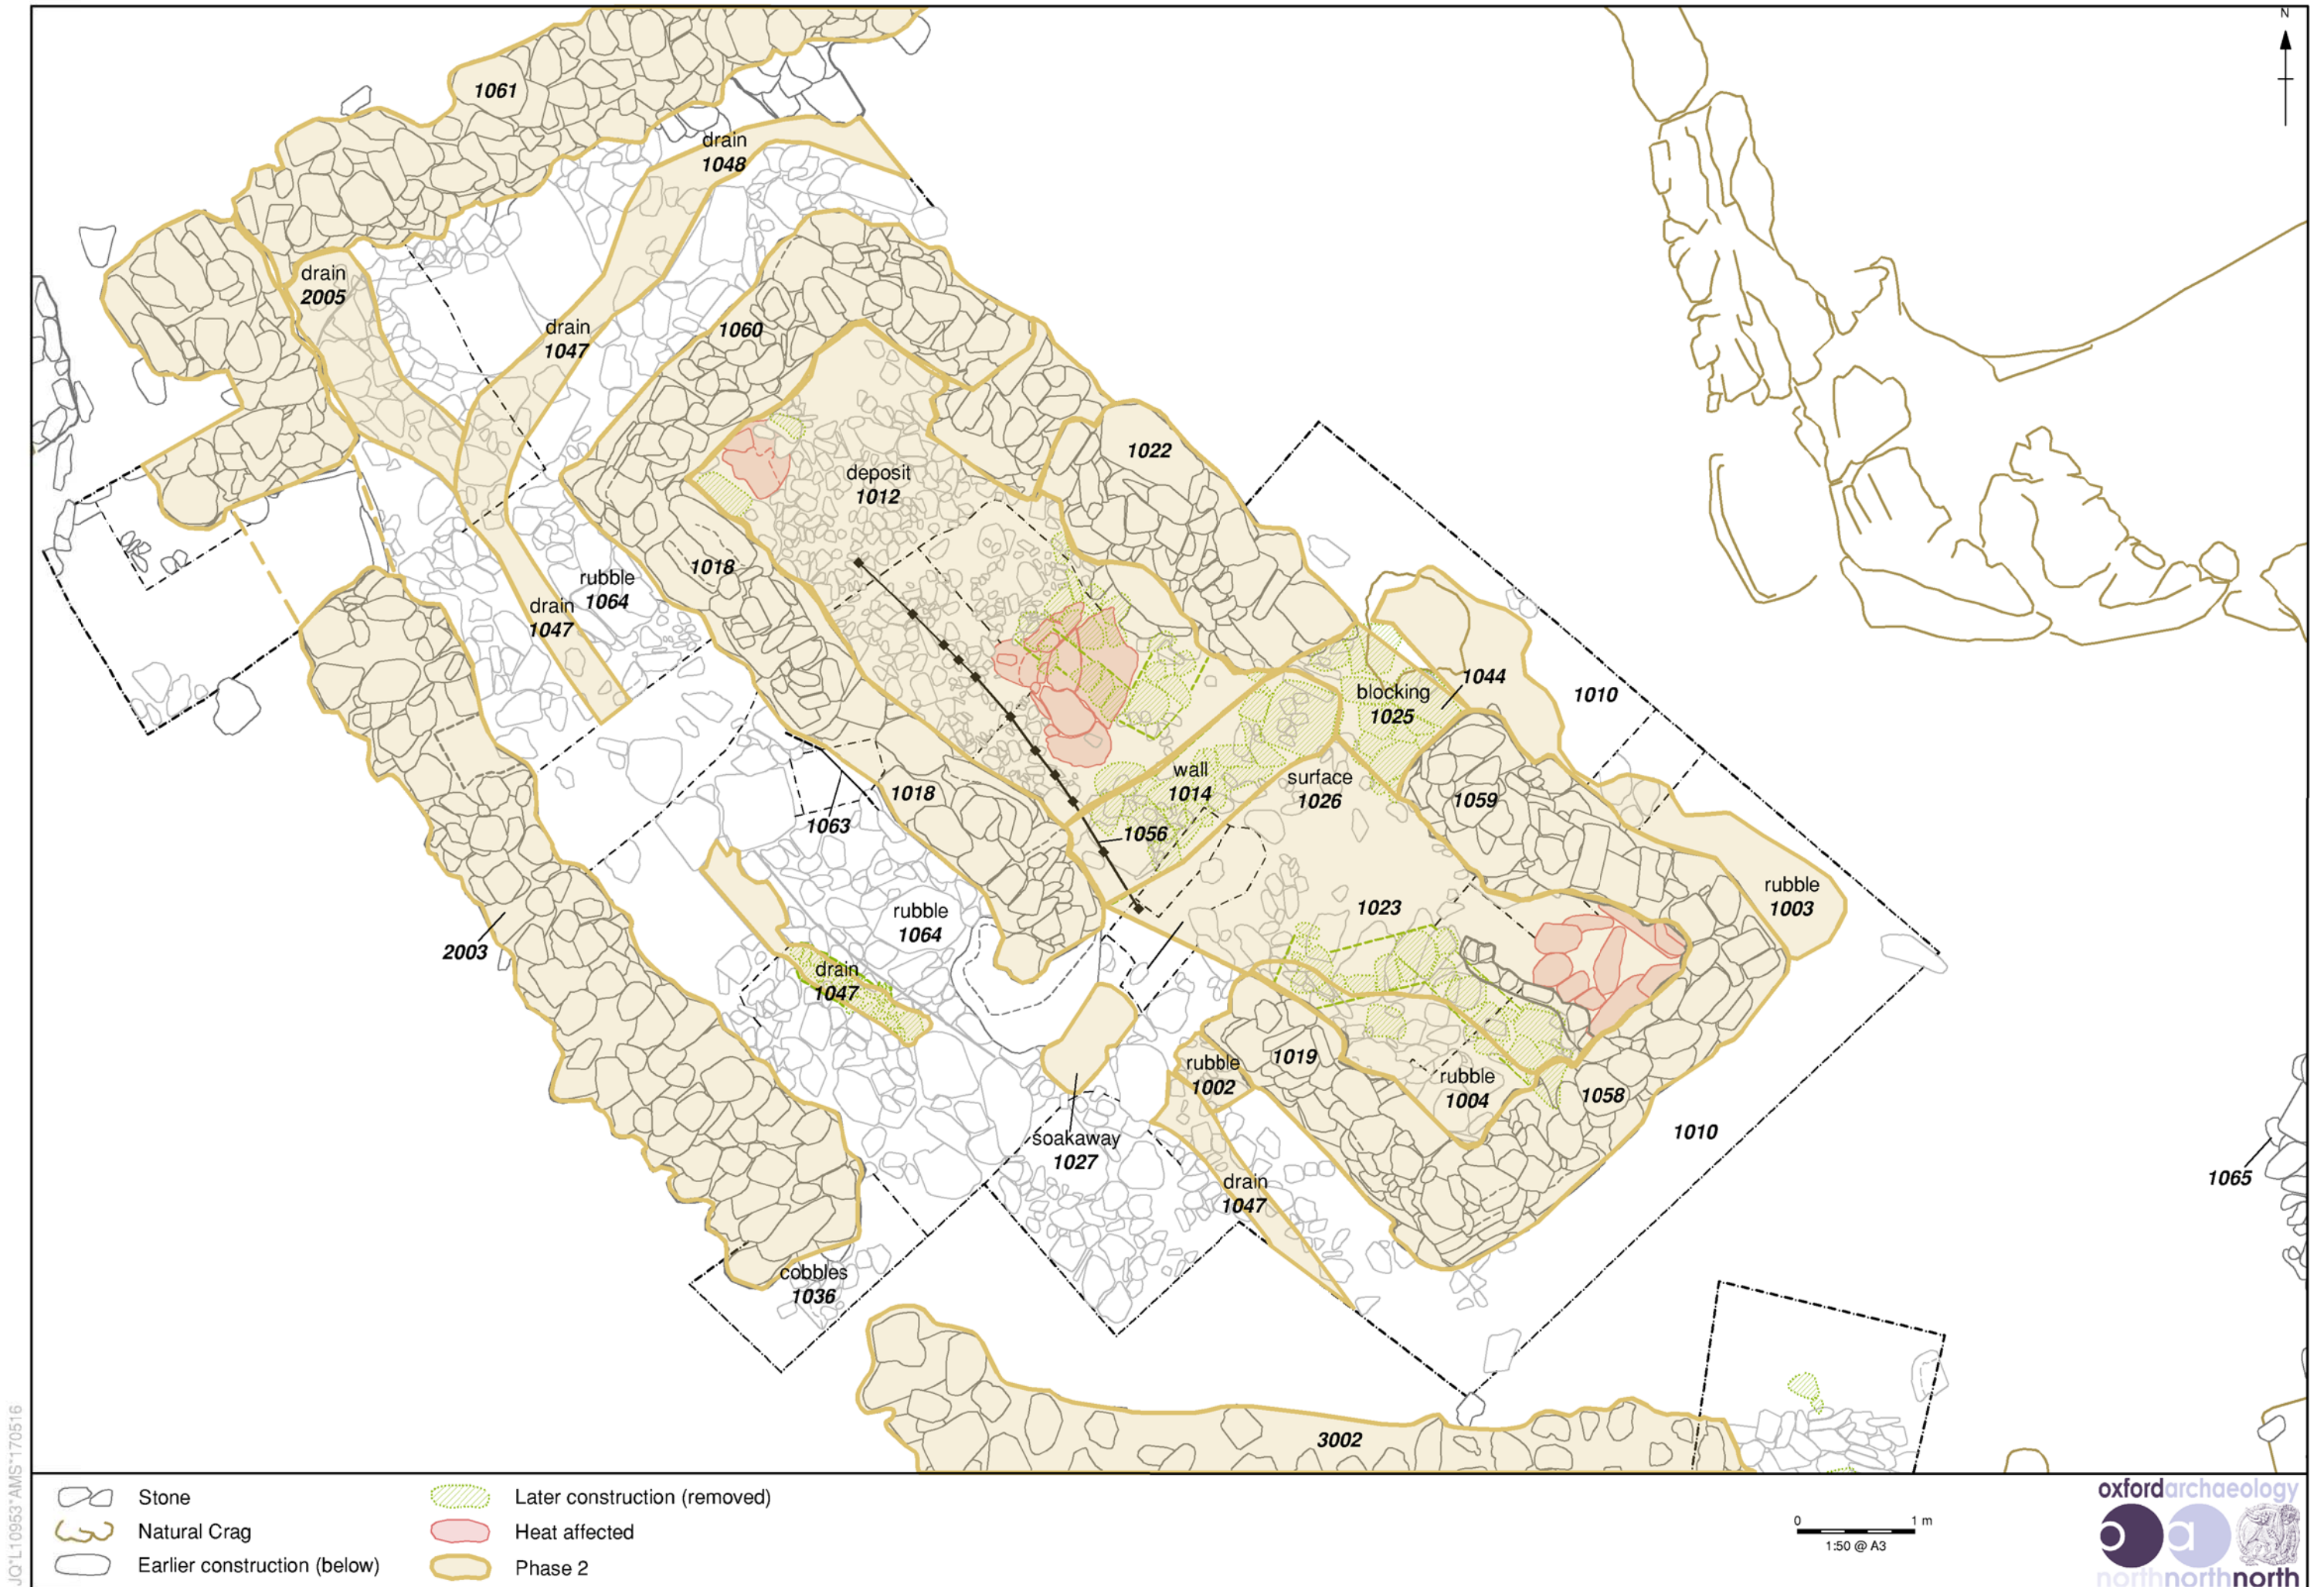 N
1061
drain
1048
drain
2005
drain
1047
1060
1022
deposit
1012
1018
rubble
1064
drain
1047
1044
blocking
1025
1010
wall
1014
surface
1026
1059
1018
1063
1056
rubble
1003
1023
rubble
1064
2003
drain
1047
1019
rubble
1002
rubble
1004
1058
1010
soakaway
1027
1065
drain
1047
cobbles
1036
3002
JQ*L10953*AMS*170516
Stone
Natural Crag
Earlier construction (below)
Later construction (removed)
Heat affected
Phase 2
0 1 m
1:50 @ A3
oxfordarchaeology
oa
northnorthnorth